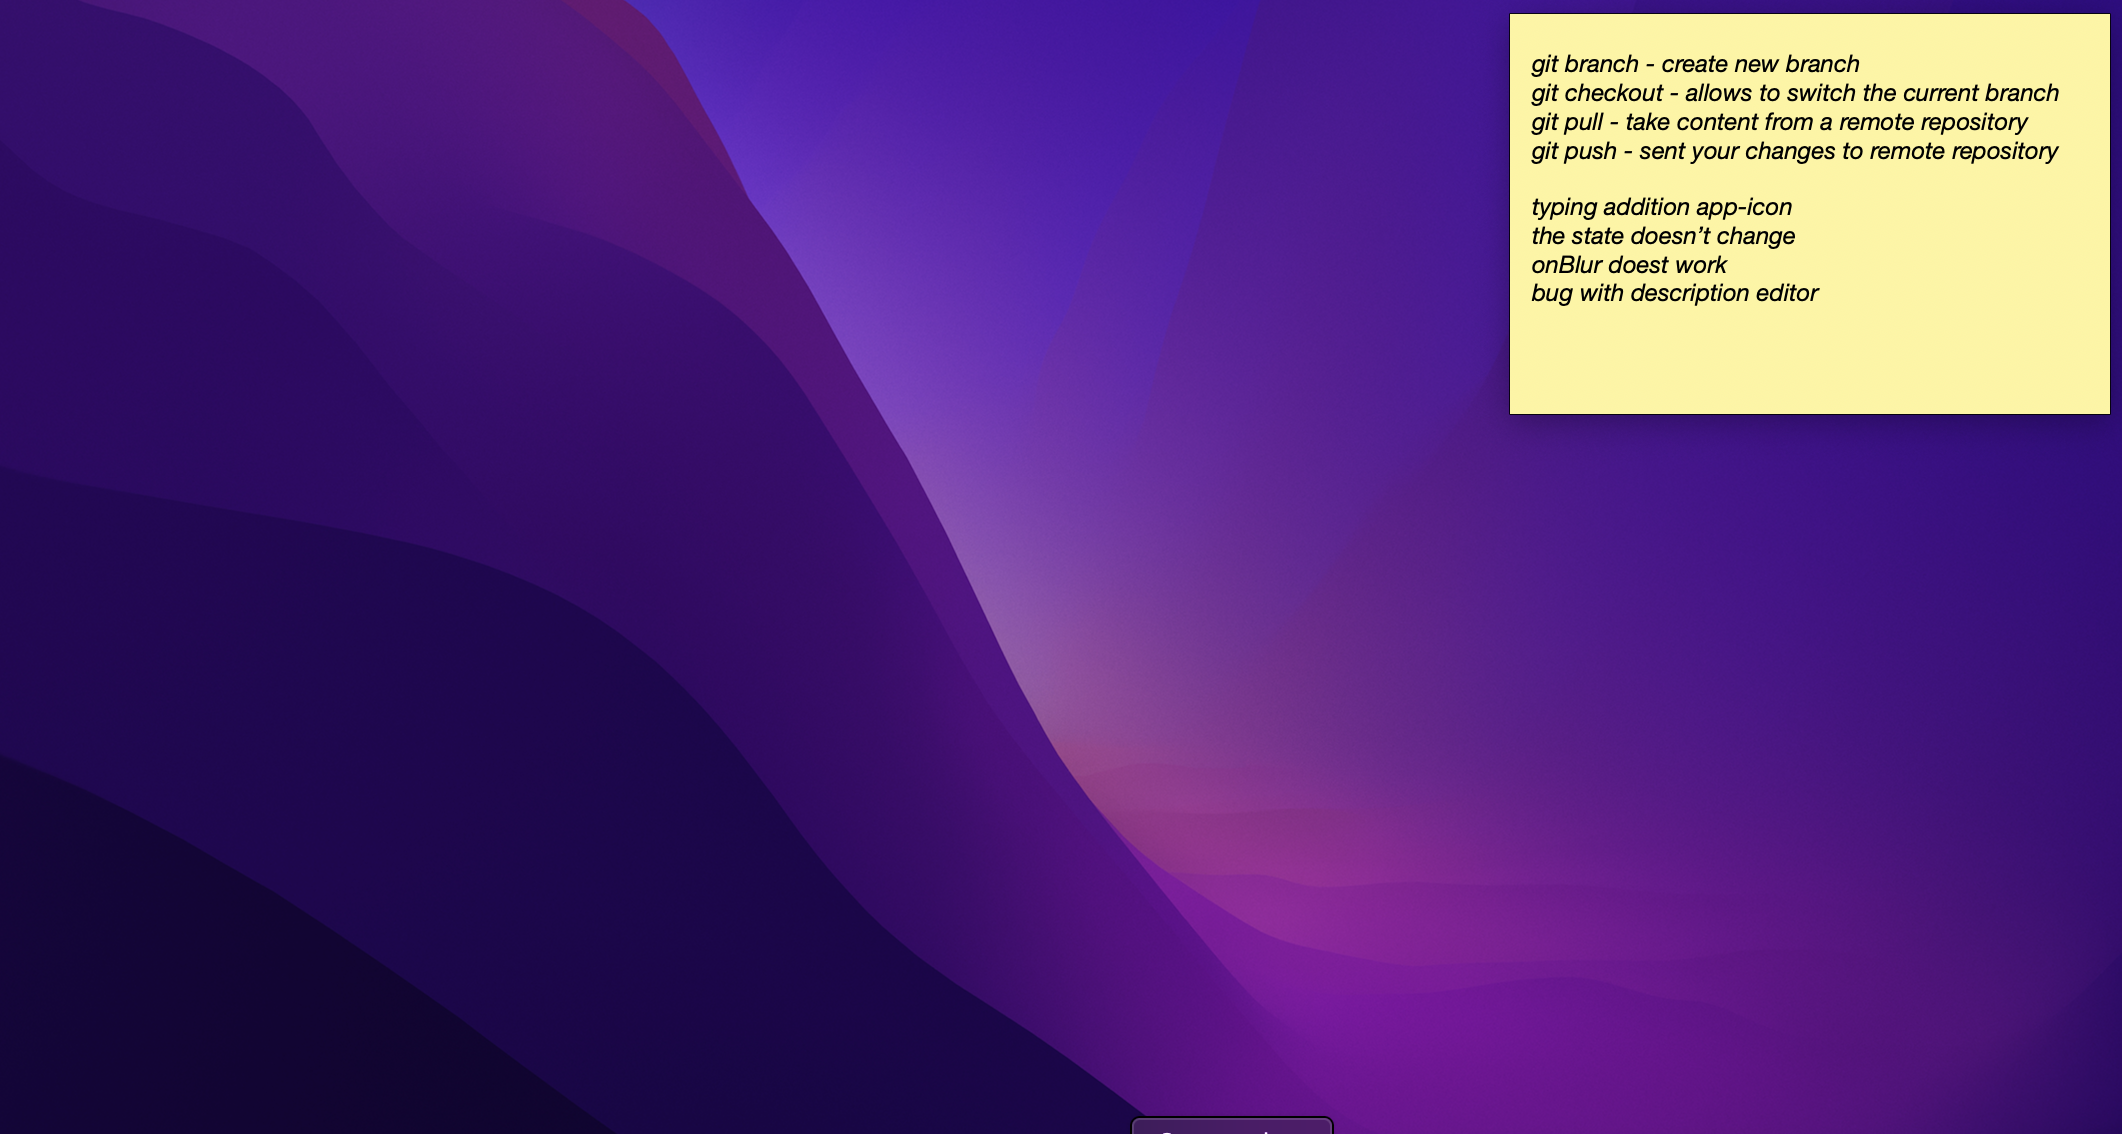 git branch - create new branch
git checkout - allows to switch the current branch
git pull - take content from a remote repository
git push - sent your changes to remote repository
typing addition app-icon
the state doesn’t change
onBlur doest work
bug with description editor